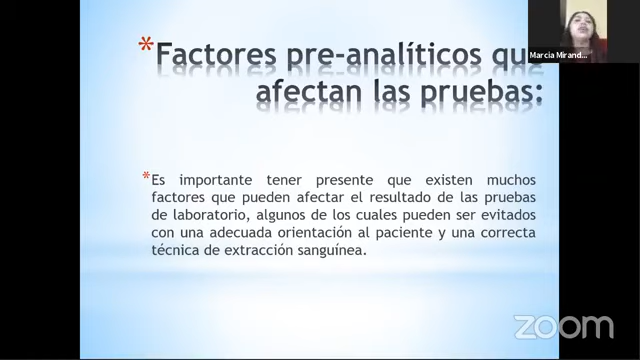 *Factores pre-analíticos que
afectan las pruebas:
Marcia Mirand...
*Es importante tener presente que existen muchos
factores que pueden afectar el resultado de las pruebas
de laboratorio, algunos de los cuales pueden ser evitados
con una adecuada orientación al paciente y una correcta
técnica de extracción sanguínea.
zoom